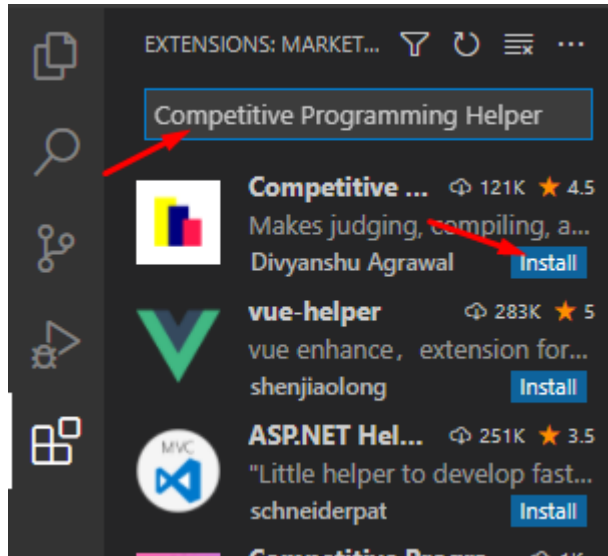 EXTENSIONS: MARKET...
Competitive Programming Helper
Competitive ... 121K ★ 4.5
Makes judging, compiling, a...
Divyanshu Agrawal Install
vue-helper 283K ★ 5
vue enhance，extension for...
shenjiaolong Install
MVC
ASP.NET Hel... 251K ★ 3.5
"Little helper to develop fast...
schneiderpat Install